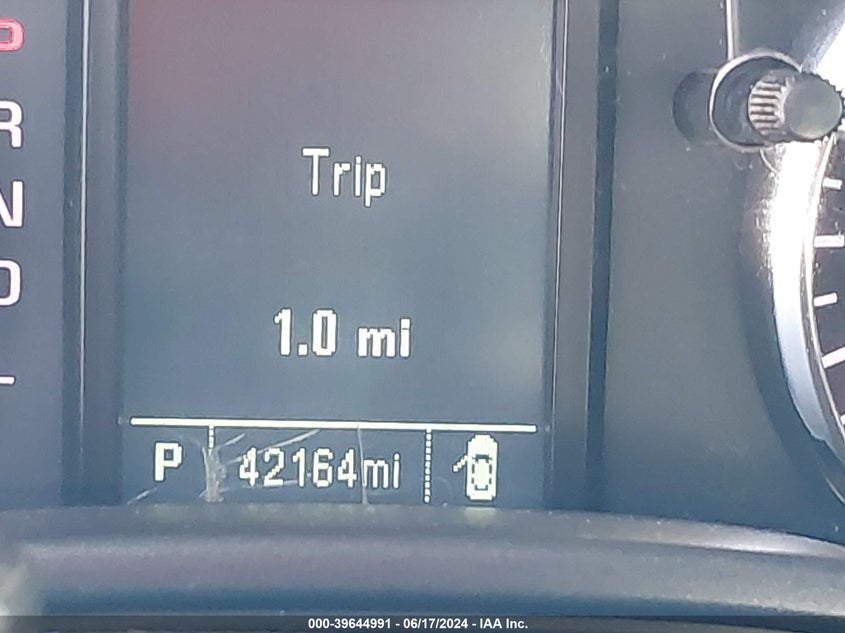 P
R
N
D
Trip
1.0 mi
P 42164mi
000-39644991 - 06/17/2024 - IAA Inc.